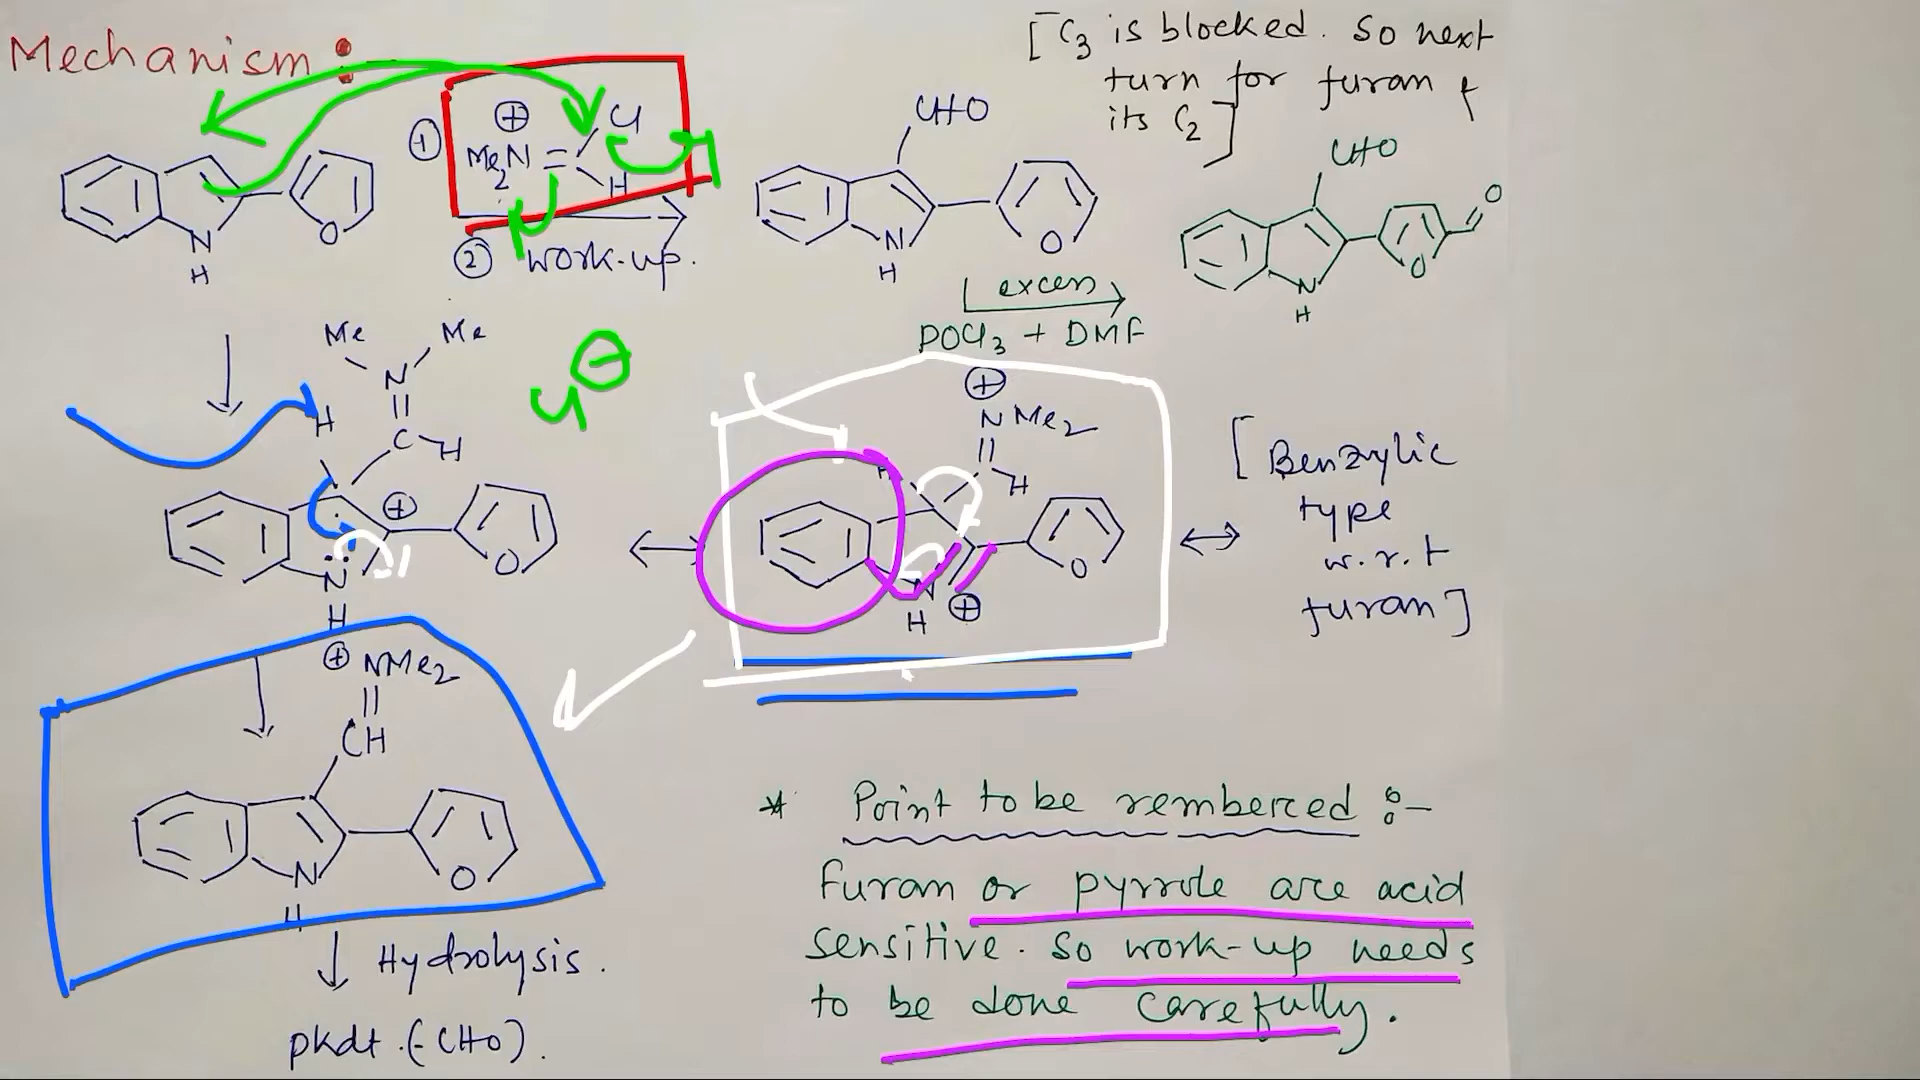 Mechanism :
[C3 is blocked. So next
turn for furan &
its C2]
① Me2N ⊕ = Cl H
② work-up.
N H
O
CHO
N H
O
excess
POCl3 + DMF
CHO
O
N H
O
Me Me
N
H
C-H
⊕
N
H
O
Cl⊖
⊕
NMe2
H
H
N
H ⊕
O
[Benzylic
type
w.r.t
furan]
⊕ NMe2
CH
N
H
O
Hydrolysis.
pkdt.(-CHO).
* Point to be rembered :-
Furan or pyrrole are acid
sensitive. So work-up needs
to be done carefully.